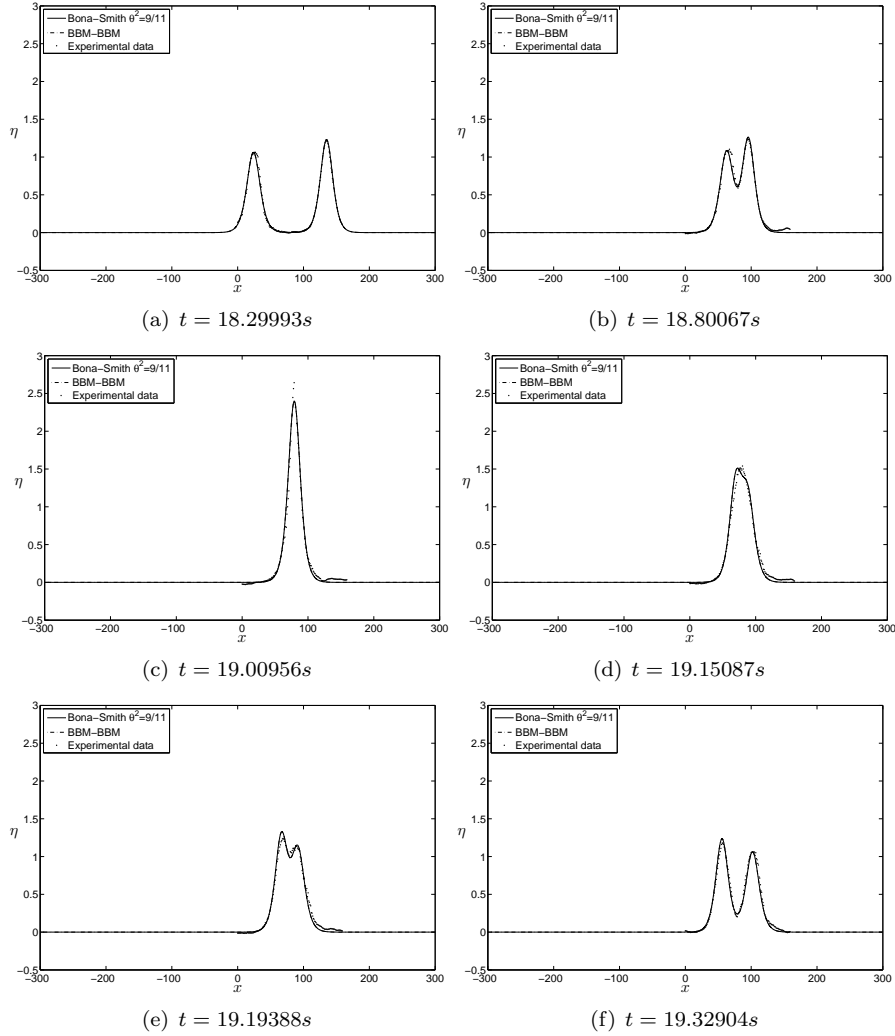 3
2.5
2
1.5
η
1
0.5
0
−0.5
−300 −200 −100 0 100 200 300
x
Bona−Smith θ²=9/11
BBM−BBM
Experimental data
(a) t = 18.29993s
3
2.5
2
1.5
η
1
0.5
0
−0.5
−300 −200 −100 0 100 200 300
x
Bona−Smith θ²=9/11
BBM−BBM
Experimental data
(b) t = 18.80067s
3
2.5
2
1.5
η
1
0.5
0
−0.5
−300 −200 −100 0 100 200 300
x
Bona−Smith θ²=9/11
BBM−BBM
Experimental data
(c) t = 19.00956s
3
2.5
2
1.5
η
1
0.5
0
−0.5
−300 −200 −100 0 100 200 300
x
Bona−Smith θ²=9/11
BBM−BBM
Experimental data
(d) t = 19.15087s
3
2.5
2
1.5
η
1
0.5
0
−0.5
−300 −200 −100 0 100 200 300
x
Bona−Smith θ²=9/11
BBM−BBM
Experimental data
(e) t = 19.19388s
3
2.5
2
1.5
η
1
0.5
0
−0.5
−300 −200 −100 0 100 200 300
x
Bona−Smith θ²=9/11
BBM−BBM
Experimental data
(f) t = 19.32904s